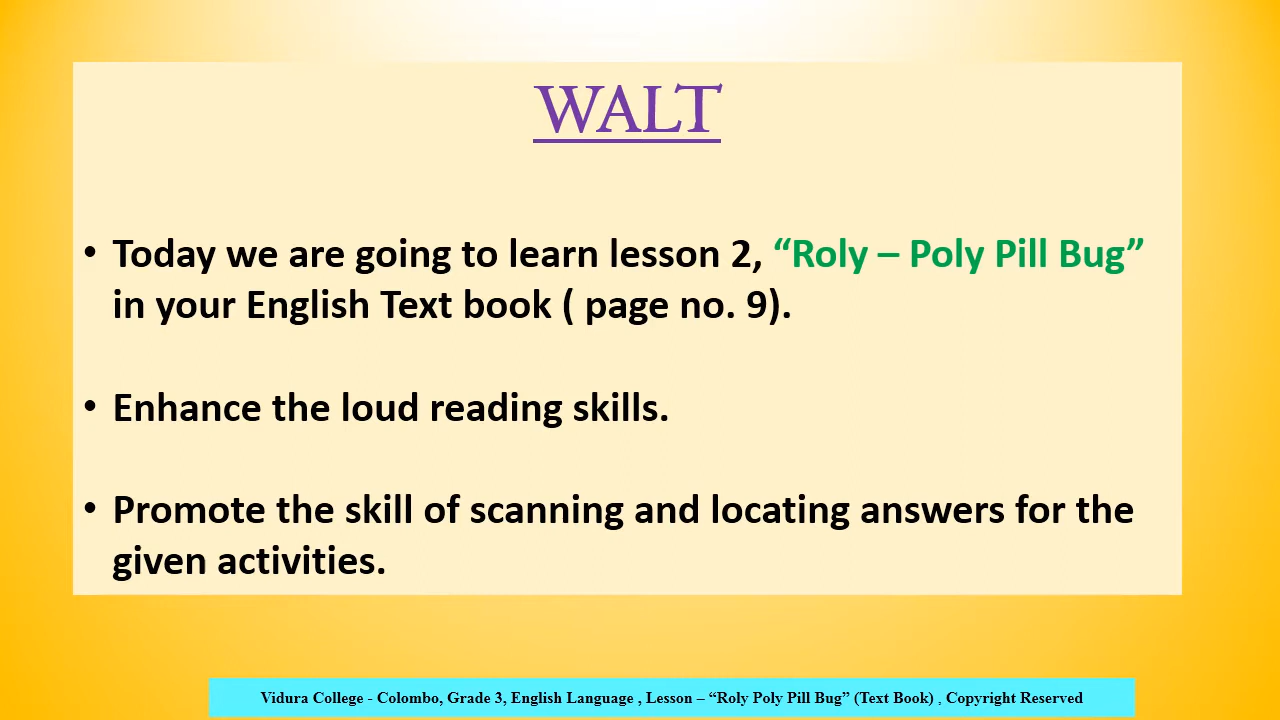 WALT
• Today we are going to learn lesson 2, “Roly – Poly Pill Bug”
in your English Text book ( page no. 9).
• Enhance the loud reading skills.
• Promote the skill of scanning and locating answers for the
given activities.
Vidura College - Colombo, Grade 3, English Language , Lesson – “Roly Poly Pill Bug” (Text Book) , Copyright Reserved